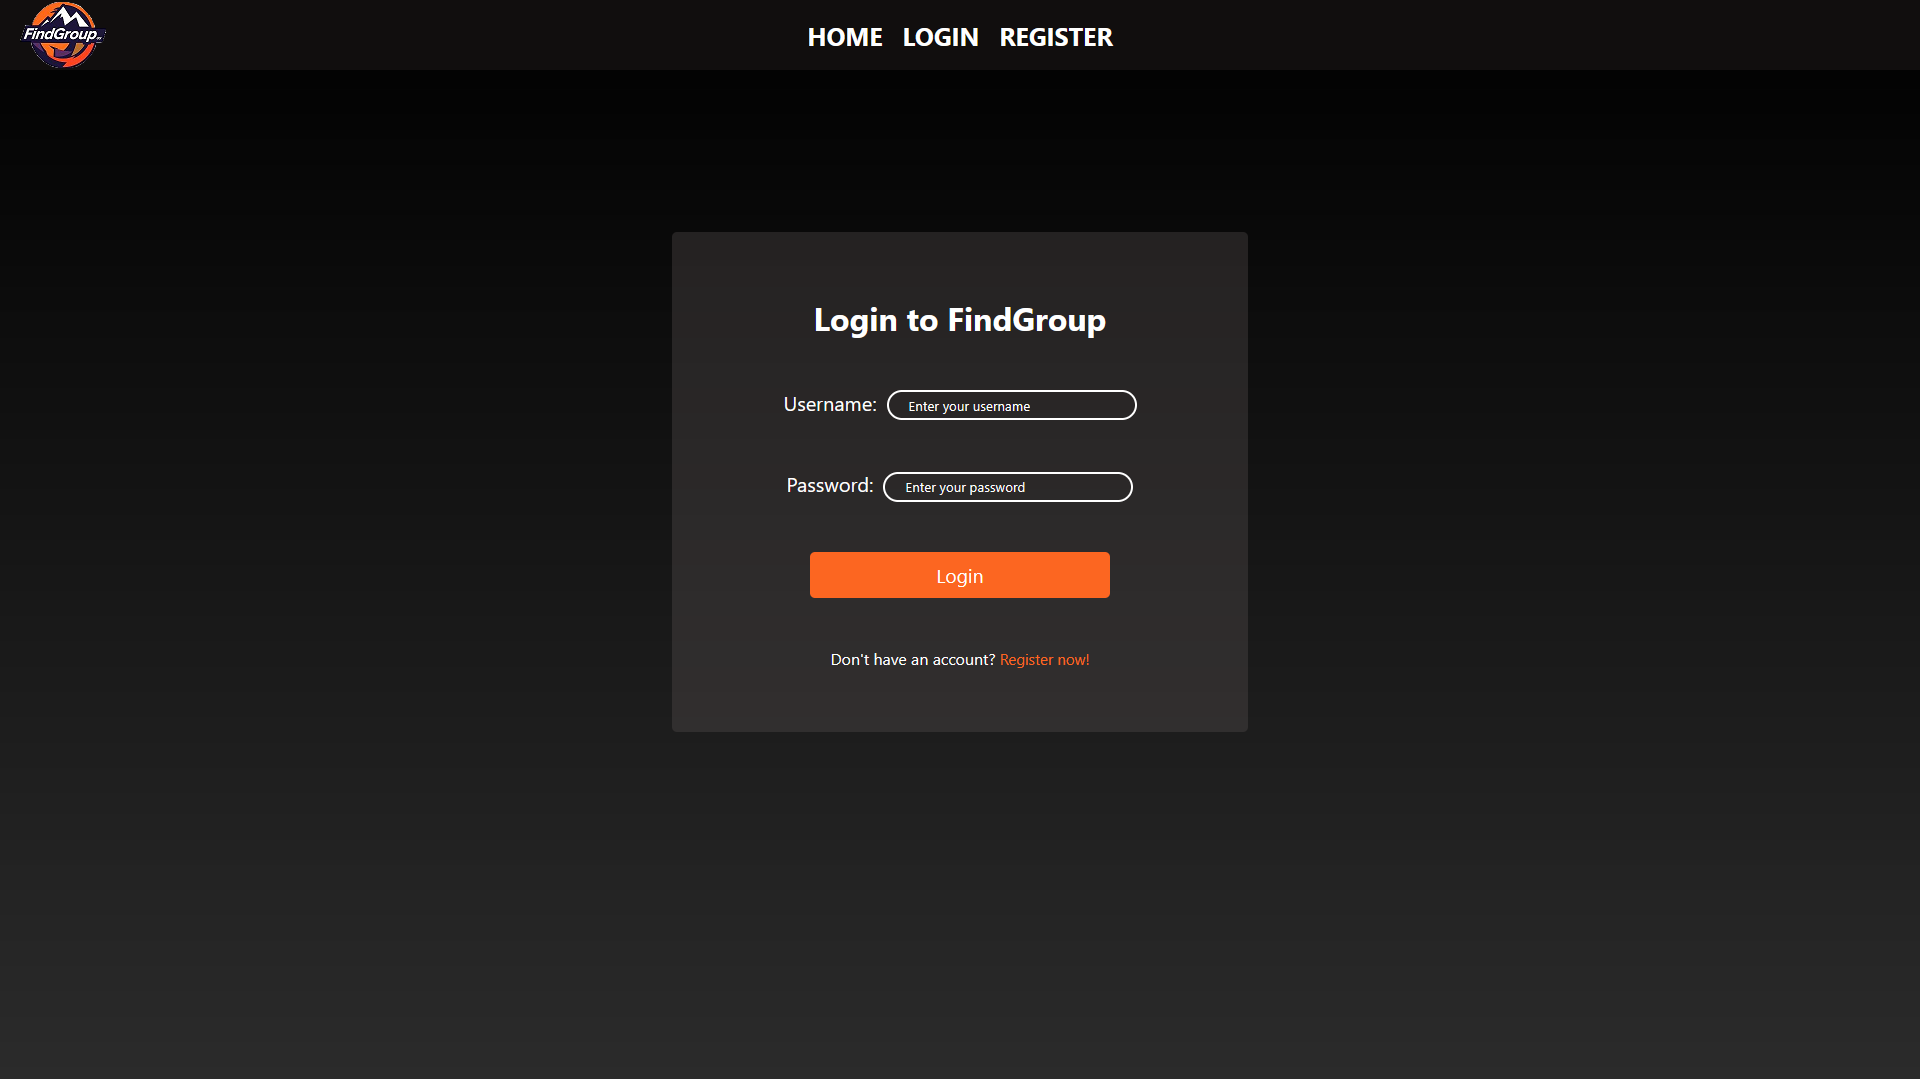 FindGroup
HOME LOGIN REGISTER
Login to FindGroup
Username: Enter your username
Password: Enter your password
Login
Don't have an account? Register now!